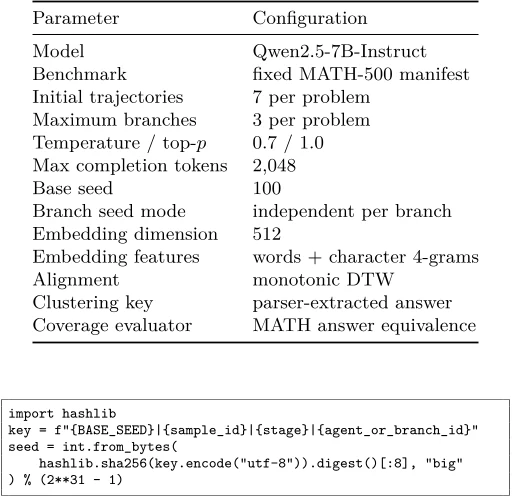 Parameter Configuration
Model Qwen2.5-7B-Instruct
Benchmark fixed MATH-500 manifest
Initial trajectories 7 per problem
Maximum branches 3 per problem
Temperature / top-p 0.7 / 1.0
Max completion tokens 2,048
Base seed 100
Branch seed mode independent per branch
Embedding dimension 512
Embedding features words + character 4-grams
Alignment monotonic DTW
Clustering key parser-extracted answer
Coverage evaluator MATH answer equivalence
import hashlib
key = f"{BASE_SEED}|{sample_id}|{stage}|{agent_or_branch_id}"
seed = int.from_bytes(
    hashlib.sha256(key.encode("utf-8")).digest()[:8], "big"
) % (2**31 - 1)